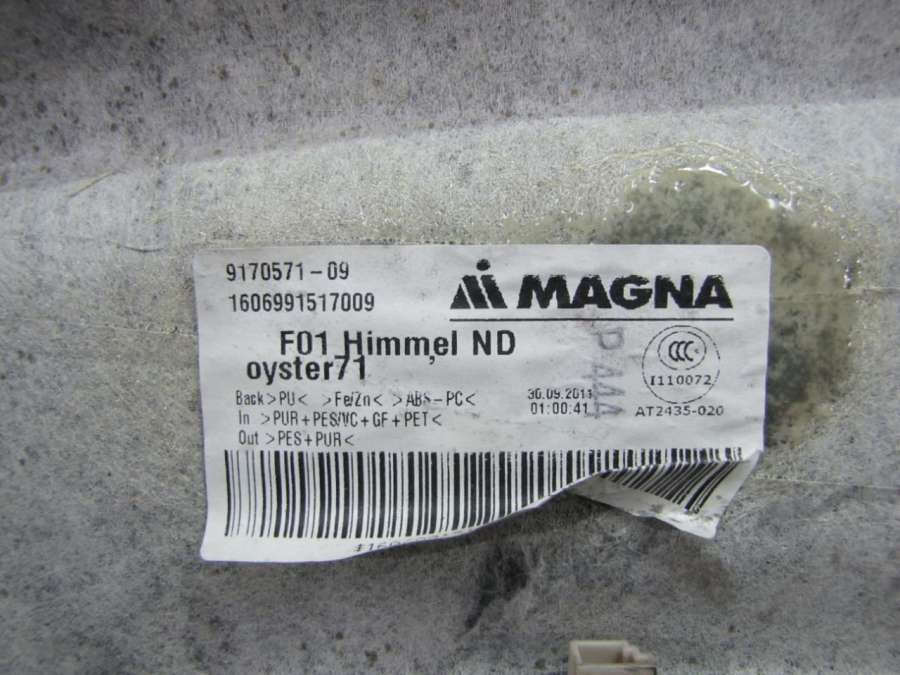 9170571-09
MAGNA
1606991517009
F01 Himmel ND
oyster71
CCC
I110072
Back >PU< >Fe/Zn< >ABS-PC<
30.09.2011
In >PUR+PES/VC+GF+PET<
01:00:41
AT2435-020
Out >PES+PUR<